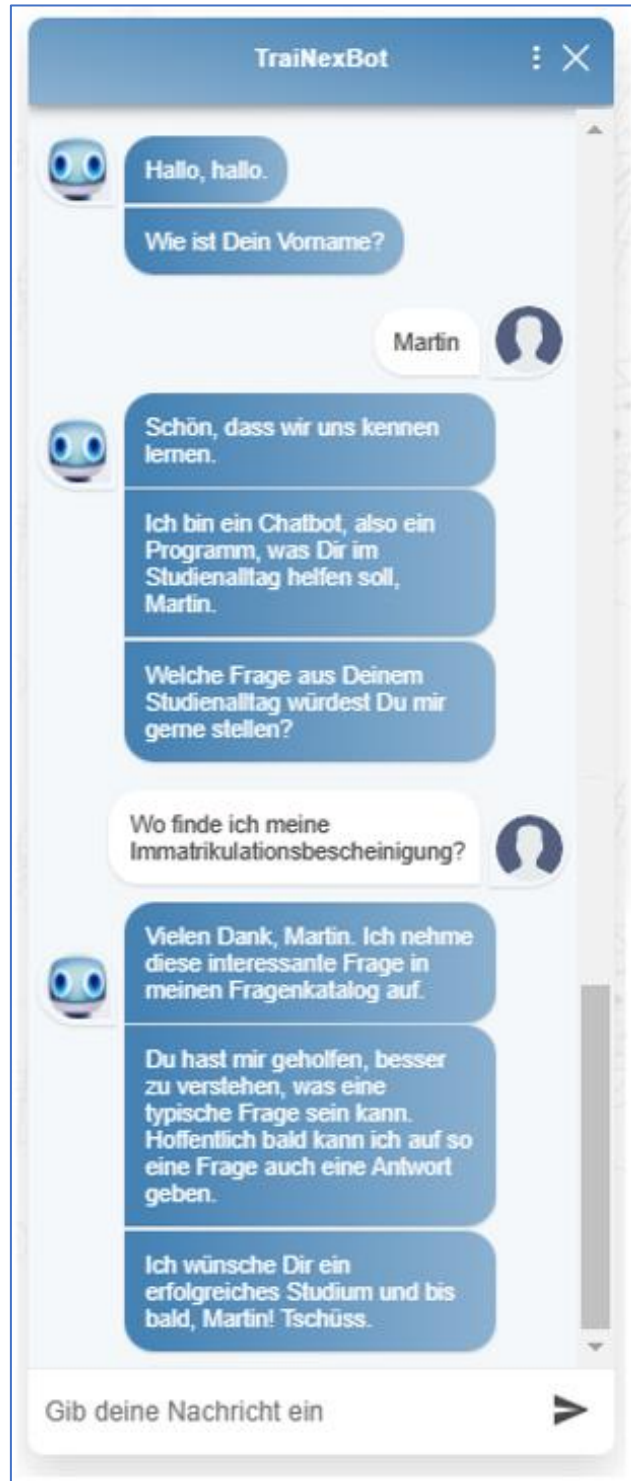 TraiNexBot
Hallo, hallo.
Wie ist Dein Vorname?
Martin
Schön, dass wir uns kennen
lernen.
Ich bin ein Chatbot, also ein
Programm, was Dir im
Studienalltag helfen soll,
Martin.
Welche Frage aus Deinem
Studienalltag würdest Du mir
gerne stellen?
Wo finde ich meine
Immatrikulationsbescheinigung?
Vielen Dank, Martin. Ich nehme
diese interessante Frage in
meinen Fragenkatalog auf.
Du hast mir geholfen, besser
zu verstehen, was eine
typische Frage sein kann.
Hoffentlich bald kann ich auf so
eine Frage auch eine Antwort
geben.
Ich wünsche Dir ein
erfolgreiches Studium und bis
bald, Martin! Tschüss.
Gib deine Nachricht ein